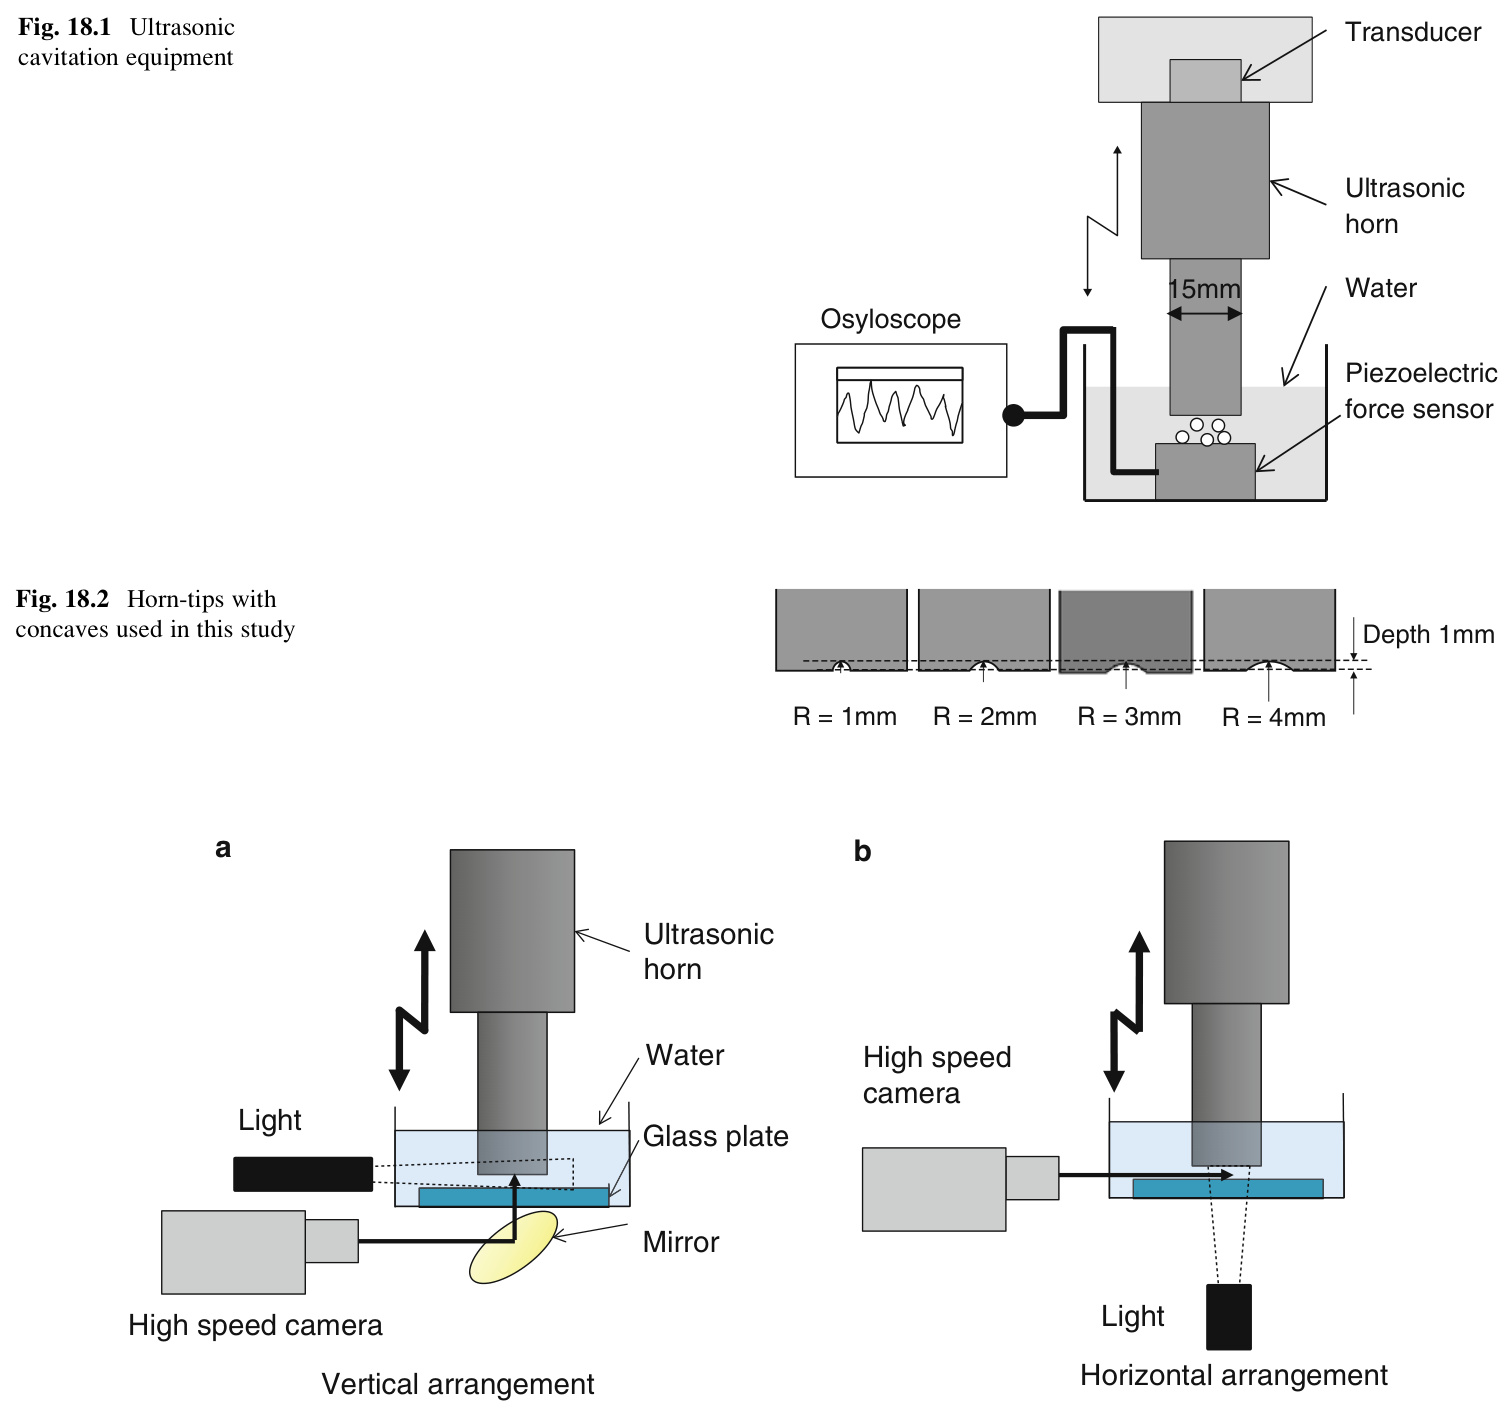 Fig. 18.1 Ultrasonic
cavitation equipment
Transducer
Ultrasonic
horn
15mm
Water
Osyloscope
Piezoelectric
force sensor
Fig. 18.2 Horn-tips with
concaves used in this study
Depth 1mm
R = 1mm
R = 2mm
R = 3mm
R = 4mm
a
Ultrasonic
horn
Water
Light
Glass plate
Mirror
High speed camera
Vertical arrangement
b
High speed
camera
Light
Horizontal arrangement